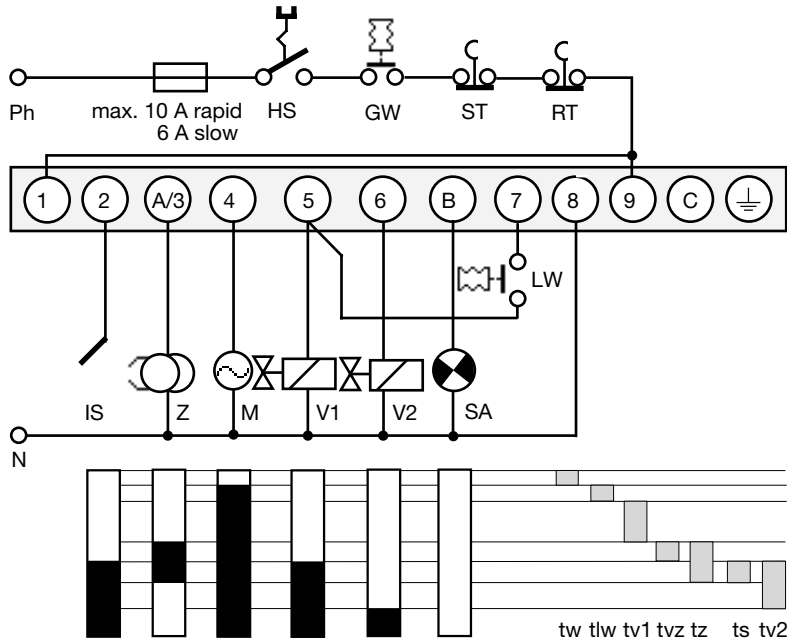 Ph
max. 10 A rapid
6 A slow
HS
GW
ST
RT
1 2 A/3 4 5 6 B 7 8 9 C
LW
IS Z M V1 V2 SA
N
tw tlw tv1 tvz tz ts tv2